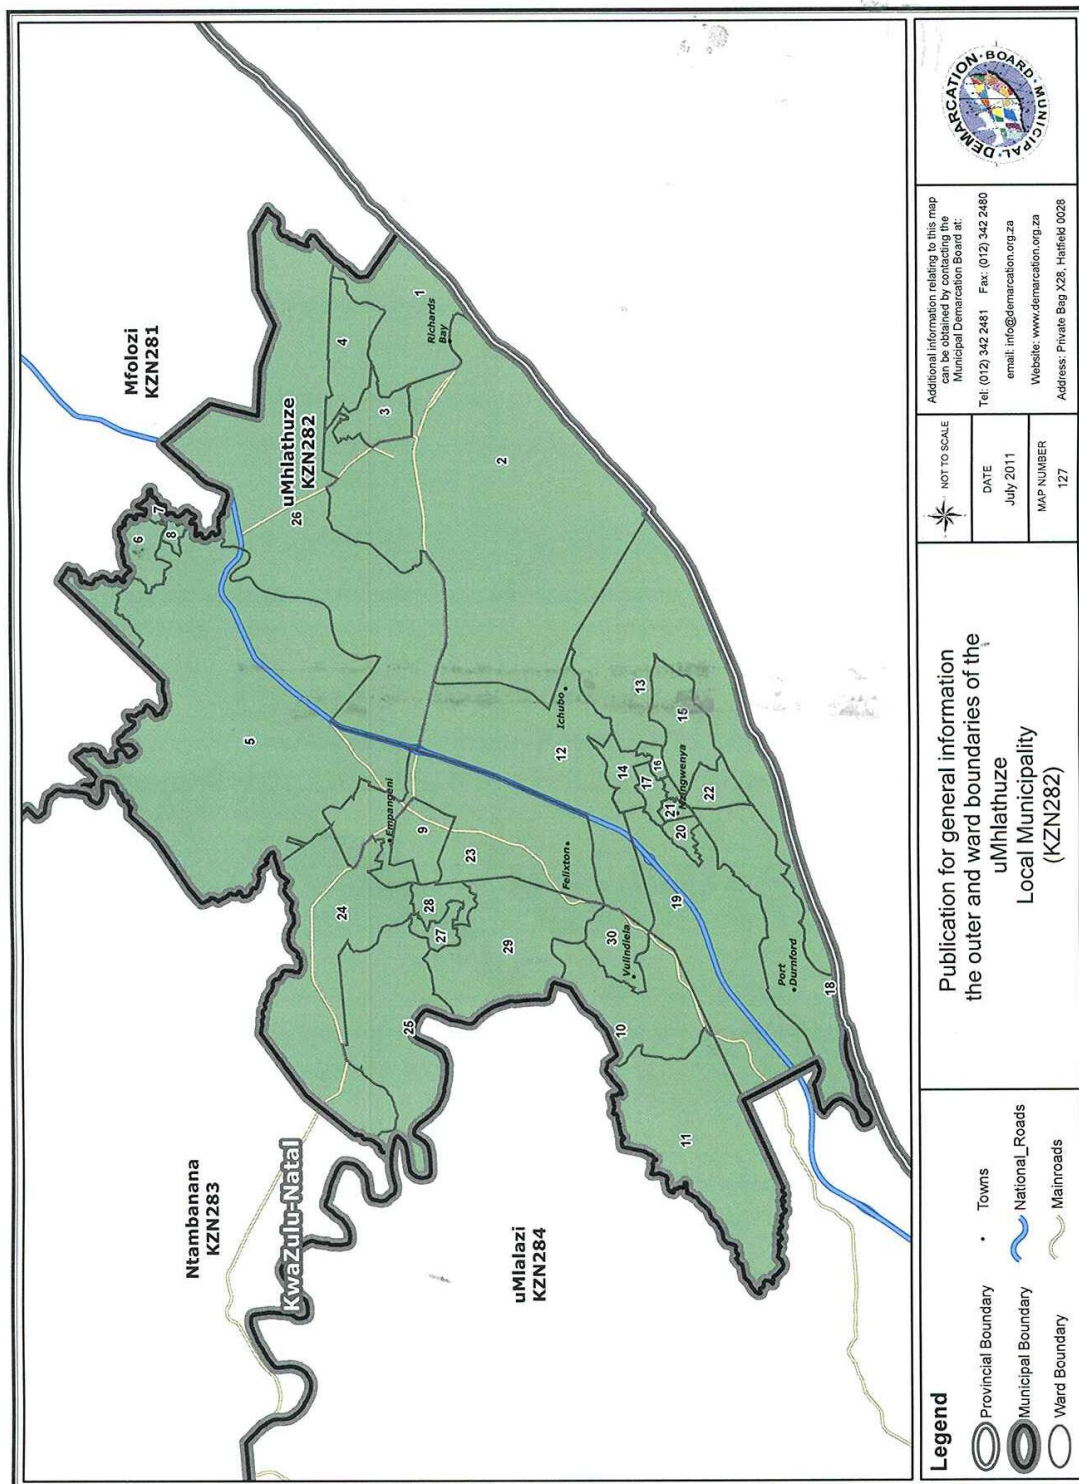 Mfolozi
KZN281
uMhlathuze
KZN282
Ntambanana
KZN283
KwaZulu-Natal
uMlalazi
KZN284
1
2
3
4
5
6
7
8
9
10
11
12
13
14
15
16
17
18
19
20
21
22
23
24
25
26
27
28
29
30
Richards
Bay
Empangeni
Felixton
Ichubo
Vulindlela
Port
Durnford
Legend
Provincial Boundary
Municipal Boundary
Ward Boundary
Towns
National_Roads
Mainroads
Publication for general information
the outer and ward boundaries of the
uMhlathuze
Local Municipality
(KZN282)
NOT TO SCALE
DATE
July 2011
MAP NUMBER
127
Additional information relating to this map
can be obtained by contacting the
Municipal Demarcation Board at:
Tel: (012) 342 2481 Fax: (012) 342 2480
email: info@demarcation.org.za
Website: www.demarcation.org.za
Address: Private Bag X28, Hatfield 0028
MUNICIPAL · DEMARCATION · BOARD ·